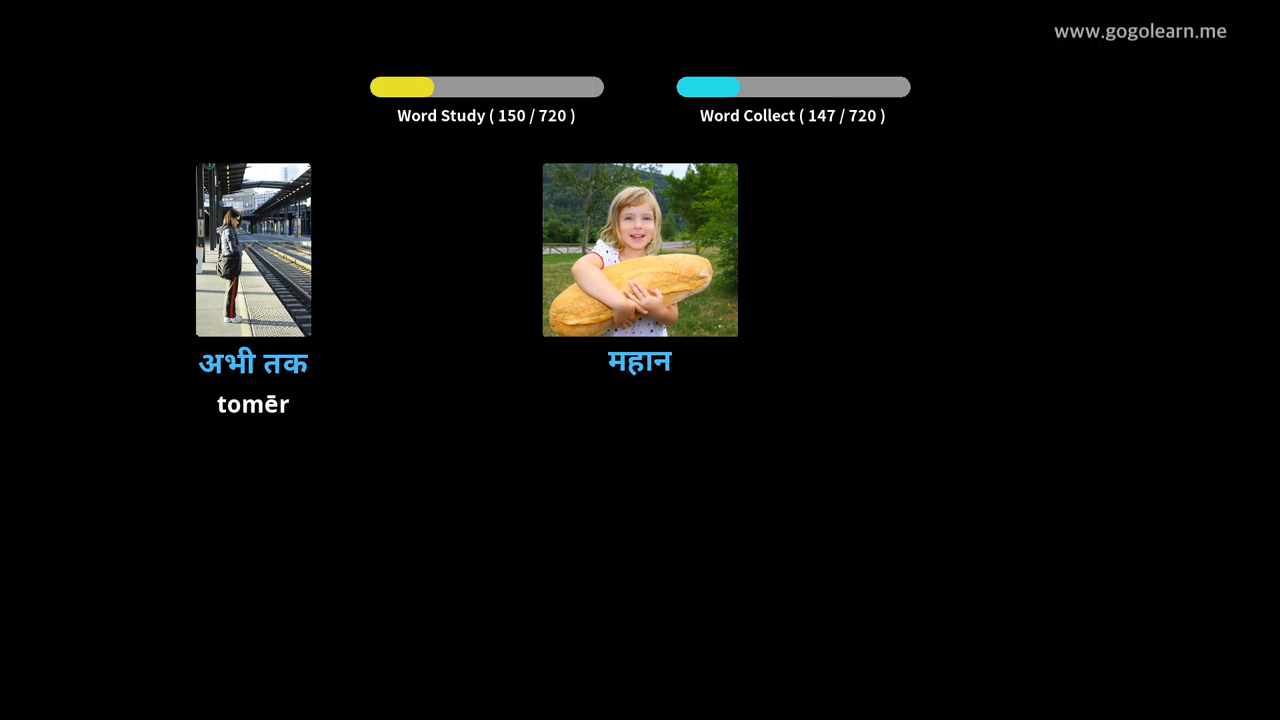 www.gogolearn.me
Word Study ( 150 / 720 )
Word Collect ( 147 / 720 )
अभी तक
tomēr
महान